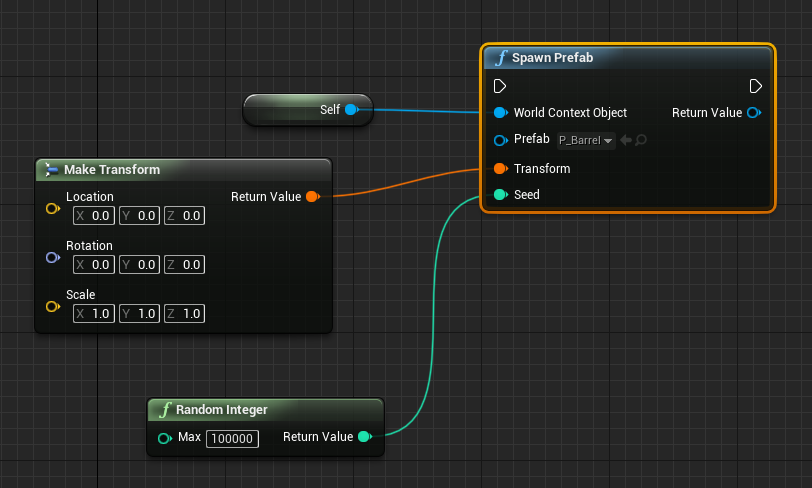 f Spawn Prefab
Self
World Context Object Return Value
Prefab P_Barrel
Make Transform
Transform
Location Return Value
Seed
X 0.0 Y 0.0 Z 0.0
Rotation
X 0.0 Y 0.0 Z 0.0
Scale
X 1.0 Y 1.0 Z 1.0
f Random Integer
Max 100000 Return Value